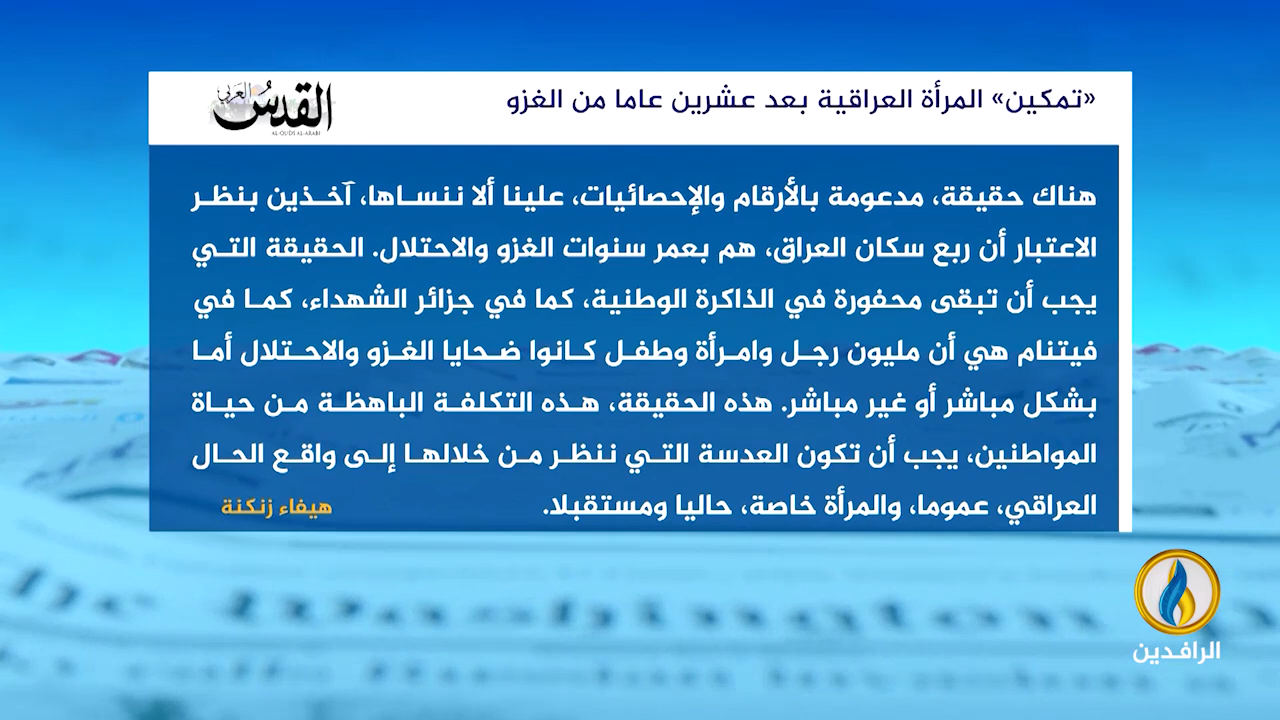 «تمكين» المرأة العراقية بعد عشرين عاما من الغزو
القدس العربي
AL-QUDS AL-ARABI
هناك حقيقة، مدعومة بالأرقام والإحصائيات، علينا ألا ننساها، آخذين بنظر
الاعتبار أن ربع سكان العراق، هم بعمر سنوات الغزو والاحتلال. الحقيقة التي
يجب أن تبقى محفورة في الذاكرة الوطنية، كما في جزائر الشهداء، كما في
فيتنام هي أن مليون رجل وامرأة وطفل كانوا ضحايا الغزو والاحتلال أما
بشكل مباشر أو غير مباشر. هذه الحقيقة، هذه التكلفة الباهظة من حياة
المواطنين، يجب أن تكون العدسة التي ننظر من خلالها إلى واقع الحال
العراقي، عموما، والمرأة خاصة، حاليا ومستقبلا.
هيفاء زنكنة
الرافدين